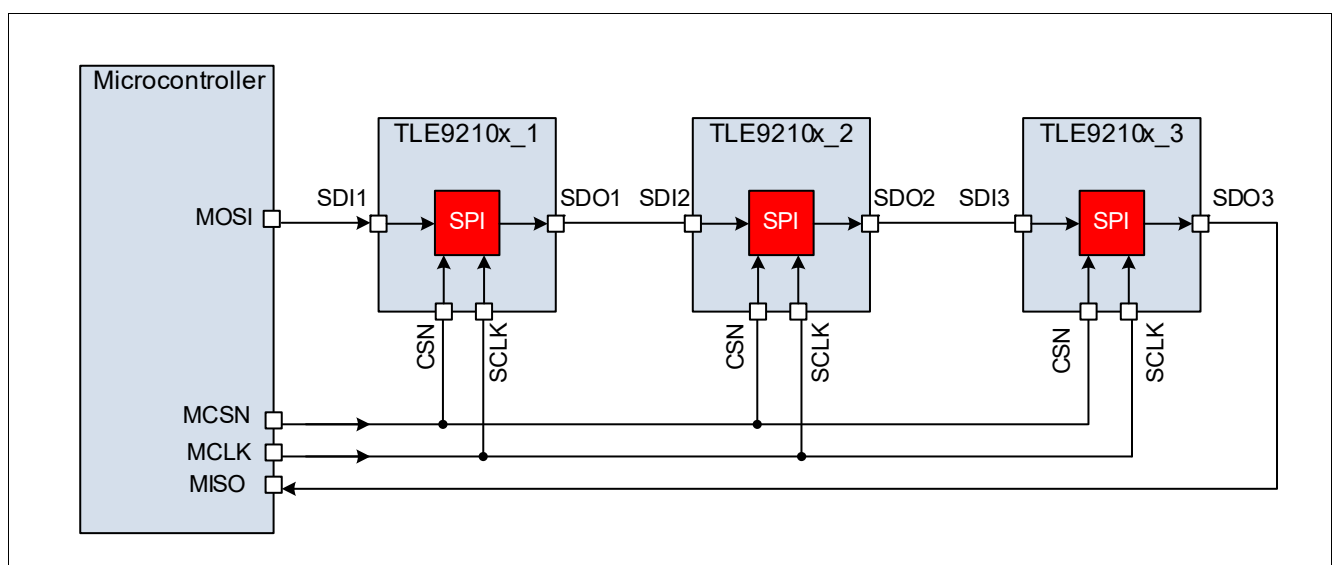 Microcontroller
TLE9210x_1
TLE9210x_2
TLE9210x_3
MOSI
SDI1
SPI
SDO1
SDI2
SPI
SDO2
SDI3
SPI
SDO3
CSN
SCLK
CSN
SCLK
CSN
SCLK
MCSN
MCLK
MISO